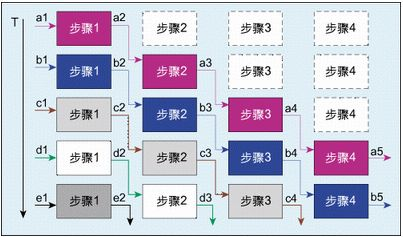 T a1 步骤1 a2 步骤2 步骤3 步骤4
b1 步骤1 b2 步骤2 a3 步骤3 步骤4
c1 步骤1 c2 步骤2 b3 步骤3 a4 步骤4
d1 步骤1 d2 步骤2 c3 步骤3 b4 步骤4 a5
e1 步骤1 e2 步骤2 d3 步骤3 c4 步骤4 b5